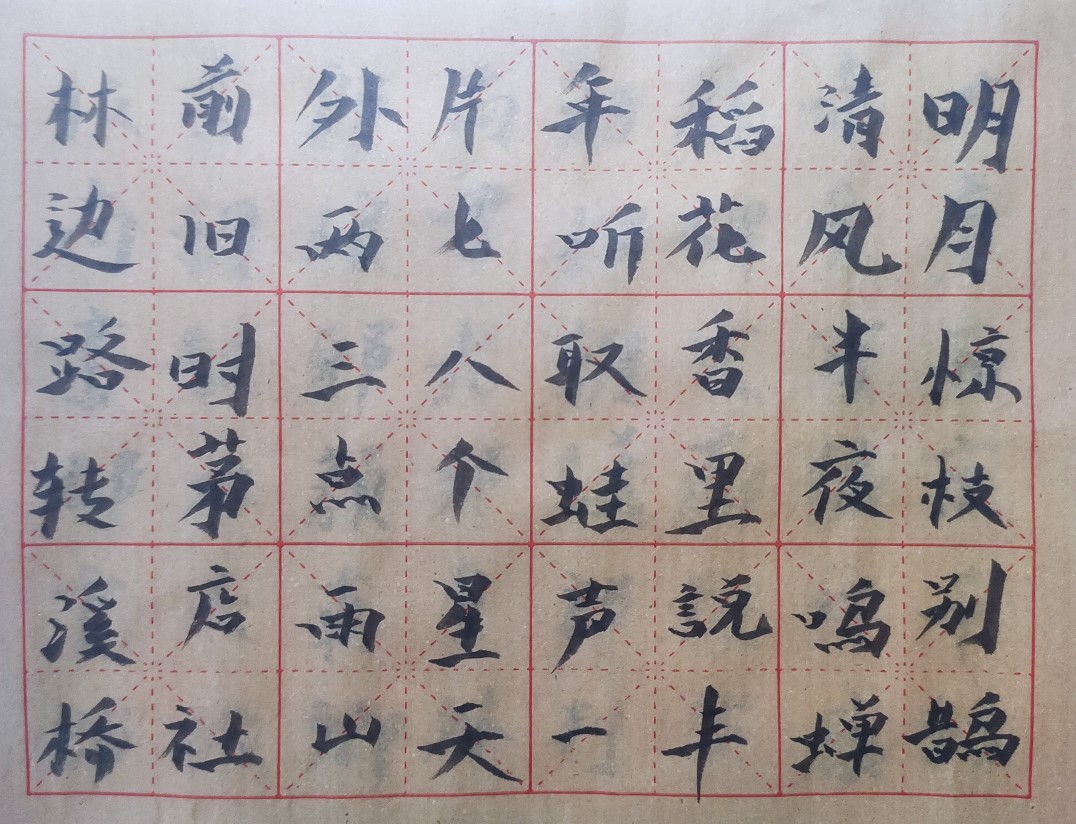 明月惊枝别鹊
清风半夜鸣蝉
稻花香里説丰
年听取蛙声一
片七八个星天
外两三点雨山
前旧时茅店社
林边路转溪桥